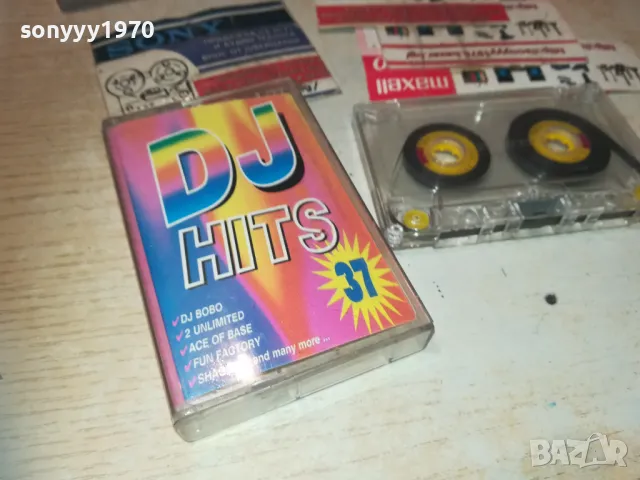 sonyyy1970
SONY
maxell
DJ
HITS
37
✓DJ BOBO
✓2 UNLIMITED
✓ACE OF BASE
✓FUN FACTORY
and many more ...
BAZAR